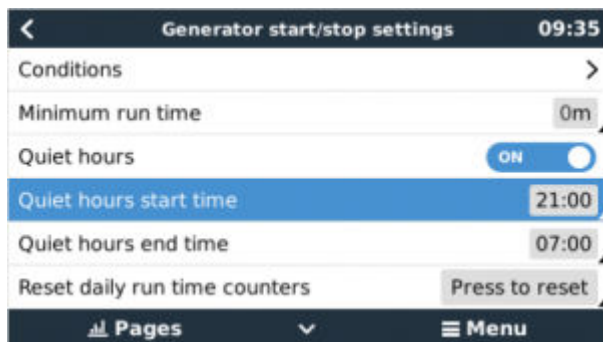 Generator start/stop settings 09:35
Conditions
Minimum run time 0m
Quiet hours ON
Quiet hours start time 21:00
Quiet hours end time 07:00
Reset daily run time counters Press to reset
Pages Menu